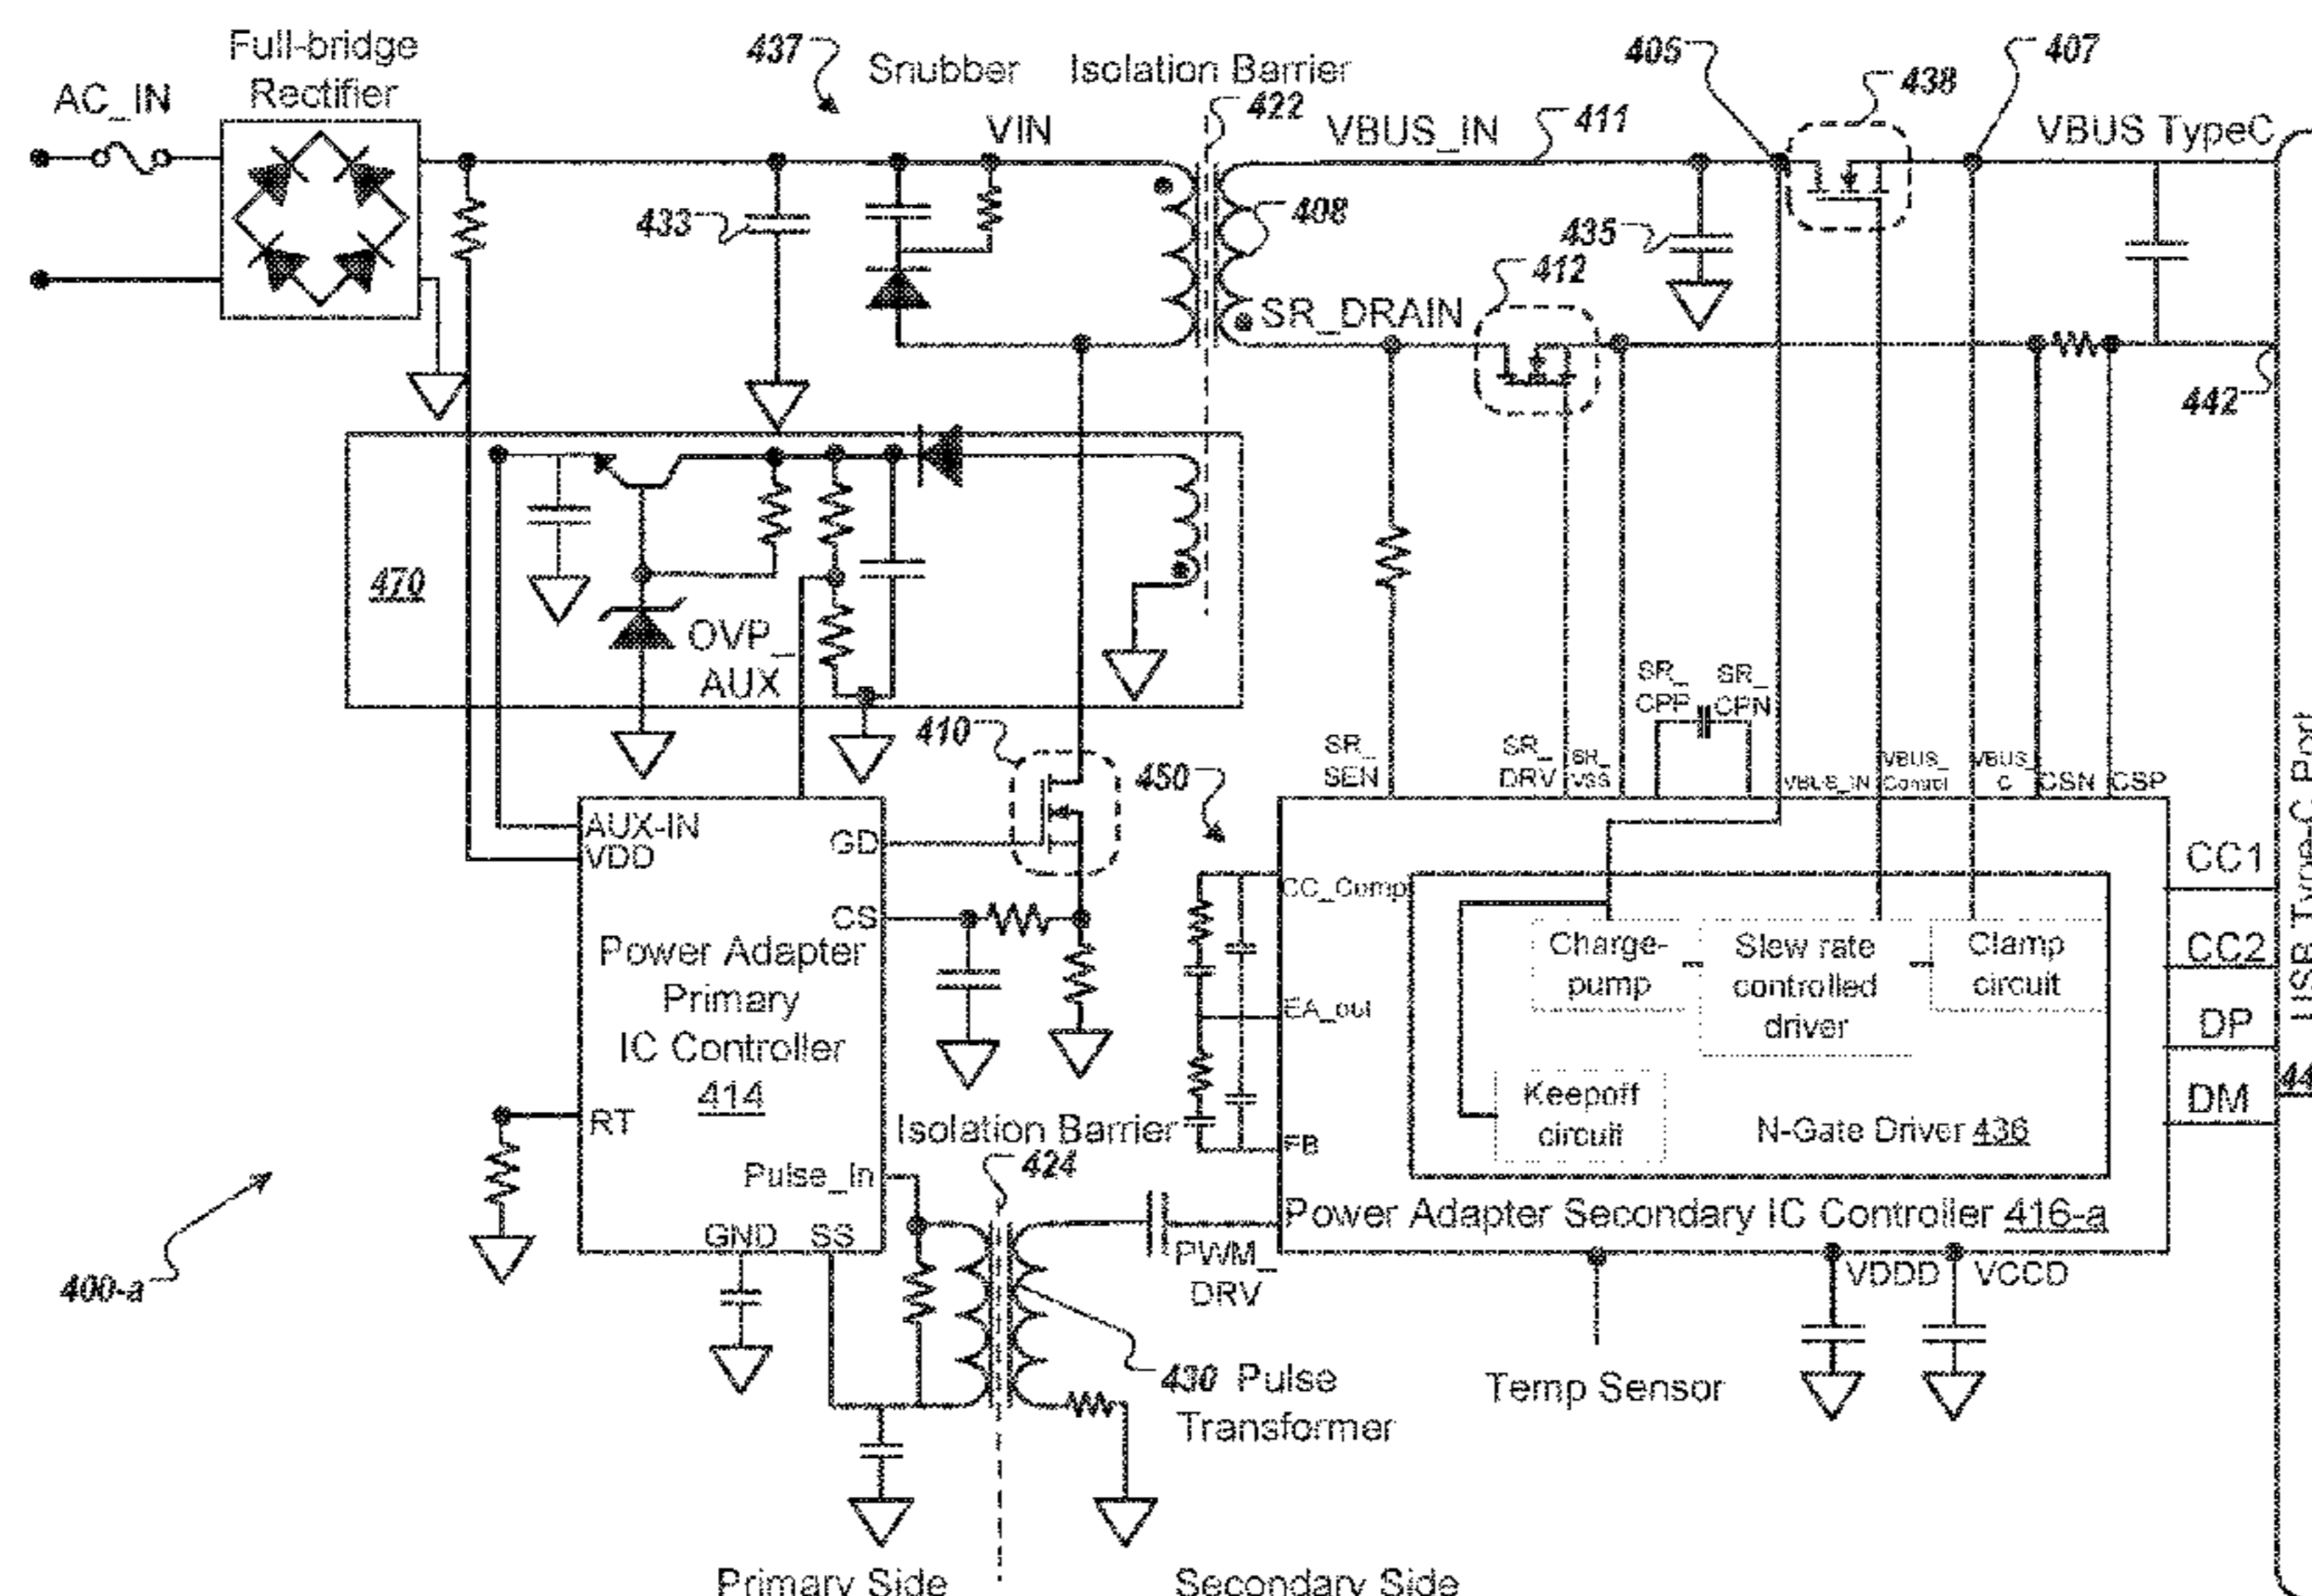 Full-bridge
Rectifier
AC_IN
437
Snubber
Isolation Barrier
422
VIN
VBUS_IN
411
405
438
407
VBUS TypeC
433
408
435
412
SR_DRAIN
442
470
OVP_
AUX
410
450
SR_
SEN
SR_
DRV
SR_
VSS
SR_
CPP
SR_
CPN
VBUS_IN
VBUS_
Control
VBUS_
C
CSN
CSP
USB Type-C Port
AUX-IN
VDD
GD
CS
Power Adapter
Primary
IC Controller
414
RT
Pulse_In
GND
SS
CC_Comp
EA_out
FB
Charge-
pump
Slew rate
controlled
driver
Clamp
circuit
Keepoff
circuit
N-Gate Driver 436
Power Adapter Secondary IC Controller 416-a
CC1
CC2
DP
DM
Isolation Barrier
424
PWM_
DRV
VDDD
VCCD
Temp Sensor
430 Pulse
Transformer
400-a
Primary Side
Secondary Side